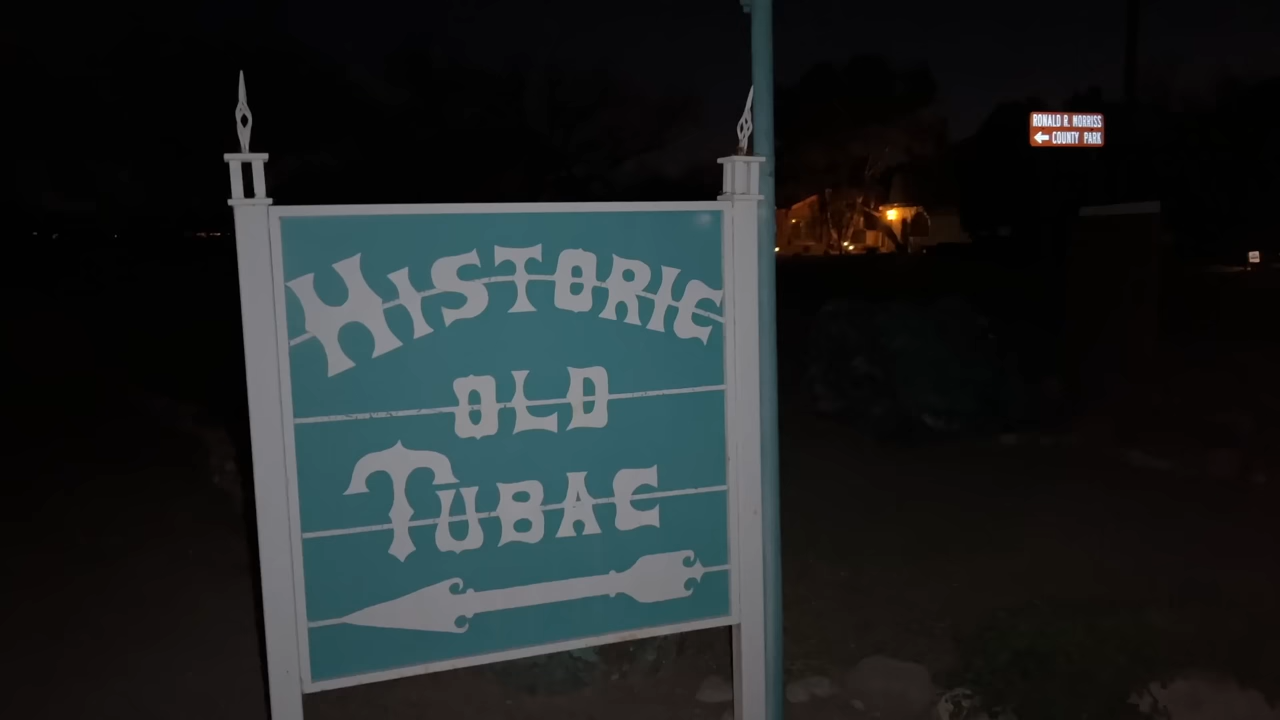 HISTORIC
OLD
TUBAC
RONALD R. MORRISS
COUNTY PARK